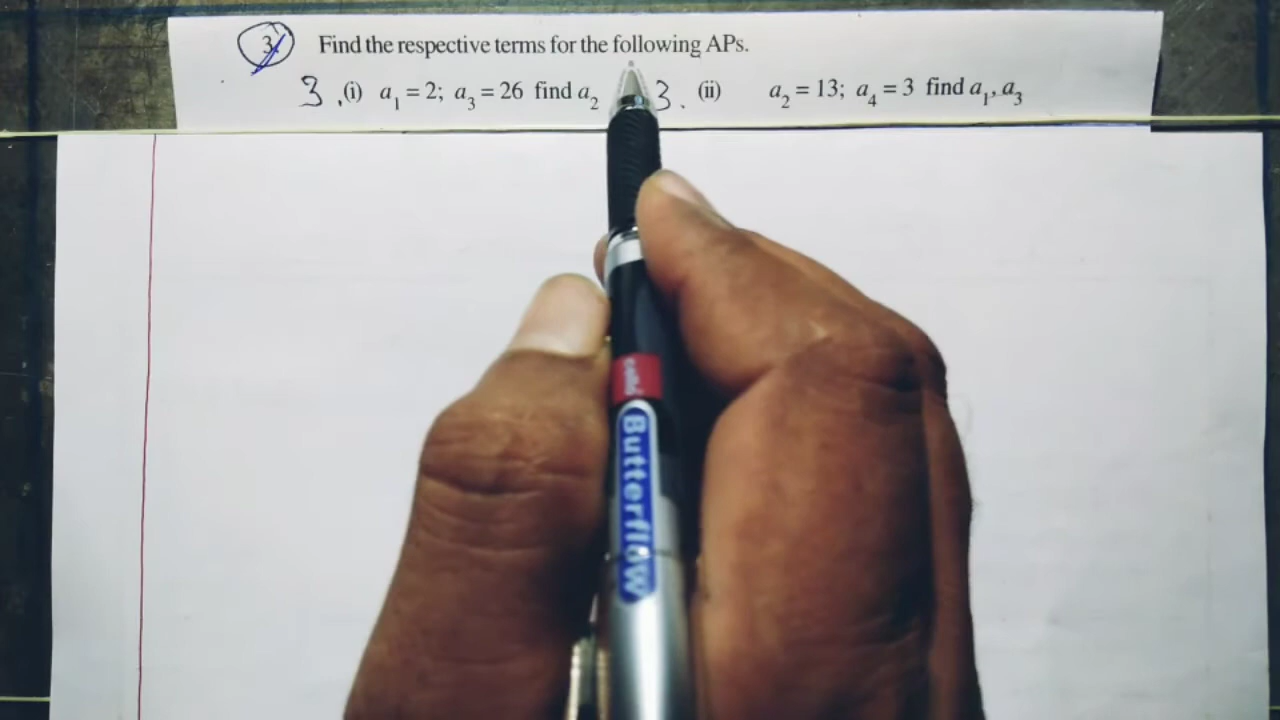 3. Find the respective terms for the following APs.
3. (i) a₁ = 2; a₃ = 26 find a₂ 3. (ii) a₂ = 13; a₄ = 3 find a₁, a₃
cello
Butterflow